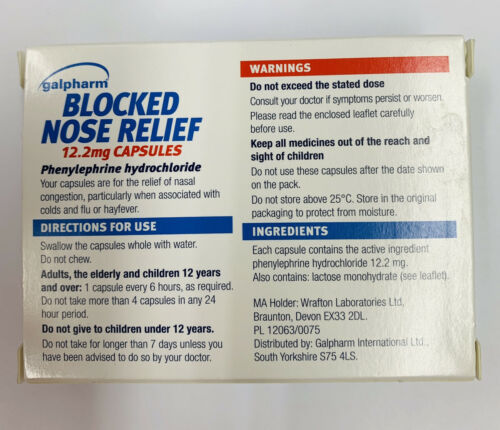 galpharm
BLOCKED
NOSE RELIEF
12.2mg CAPSULES
Phenylephrine hydrochloride
Your capsules are for the relief of nasal
congestion, particularly when associated with
colds and flu or hayfever.
DIRECTIONS FOR USE
Swallow the capsules whole with water.
Do not chew.
Adults, the elderly and children 12 years
and over: 1 capsule every 6 hours, as required.
Do not take more than 4 capsules in any 24
hour period.
Do not give to children under 12 years.
Do not take for longer than 7 days unless you
have been advised to do so by your doctor.
WARNINGS
Do not exceed the stated dose
Consult your doctor if symptoms persist or worsen.
Please read the enclosed leaflet carefully
before use.
Keep all medicines out of the reach and
sight of children
Do not use these capsules after the date shown
on the pack.
Do not store above 25°C. Store in the original
packaging to protect from moisture.
INGREDIENTS
Each capsule contains the active ingredient
phenylephrine hydrochloride 12.2 mg.
Also contains: lactose monohydrate (see leaflet).
MA Holder: Wrafton Laboratories Ltd,
Braunton, Devon EX33 2DL.
PL 12063/0075
Distributed by: Galpharm International Ltd.,
South Yorkshire S75 4LS.